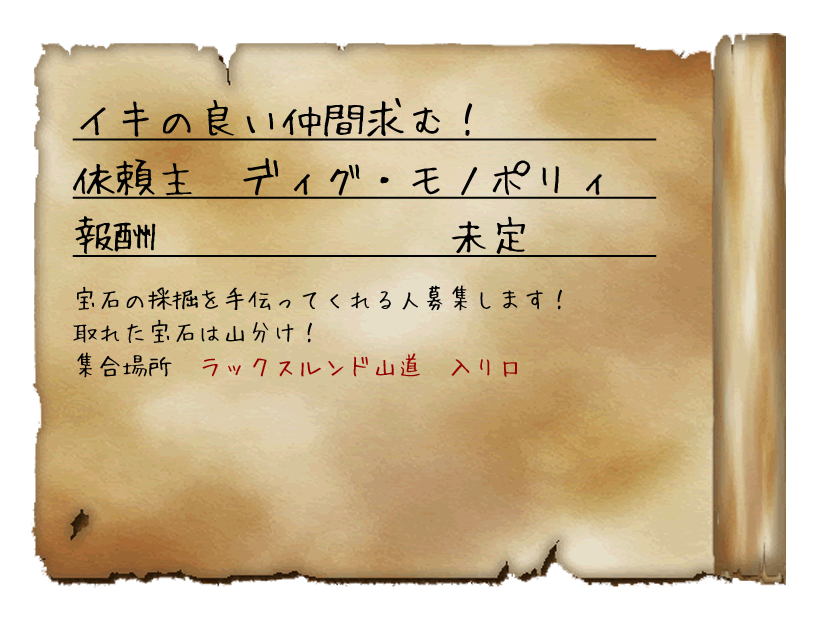 イキの良い仲間求む！
依頼主　ディグ・モノポリィ
報酬　未定
宝石の採掘を手伝ってくれる人募集します！
取れた宝石は山分け！
集合場所　ラックスルンド山道　入り口